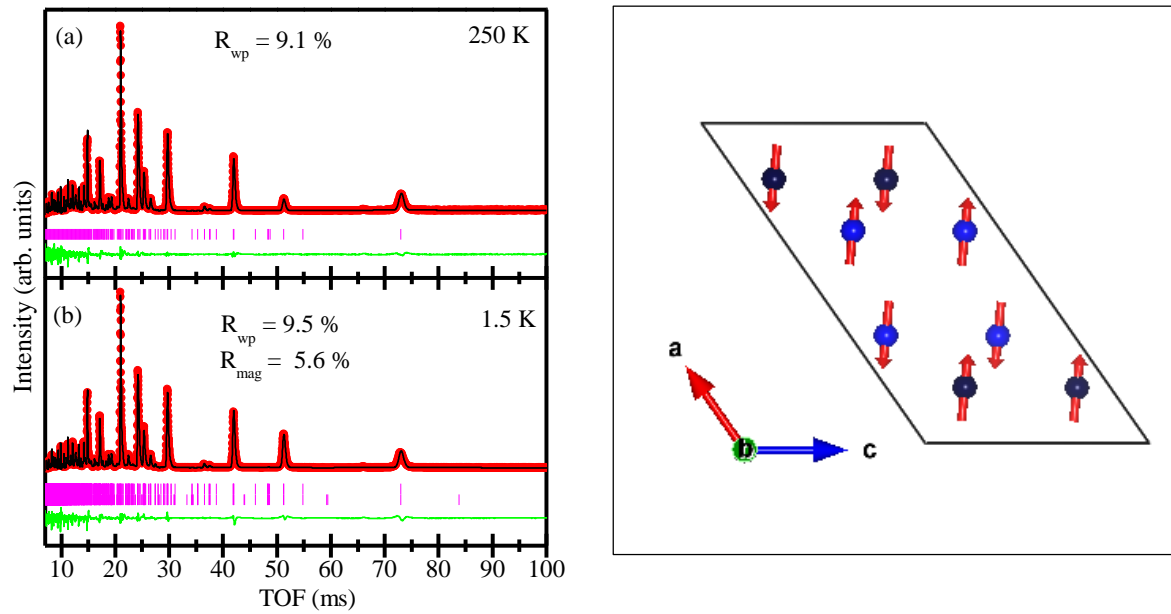 (a)
R_wp = 9.1 %
250 K
(b)
R_wp = 9.5 %
R_mag = 5.6 %
1.5 K
Intensity (arb. units)
10 20 30 40 50 60 70 80 90 100
TOF (ms)
a
b
c